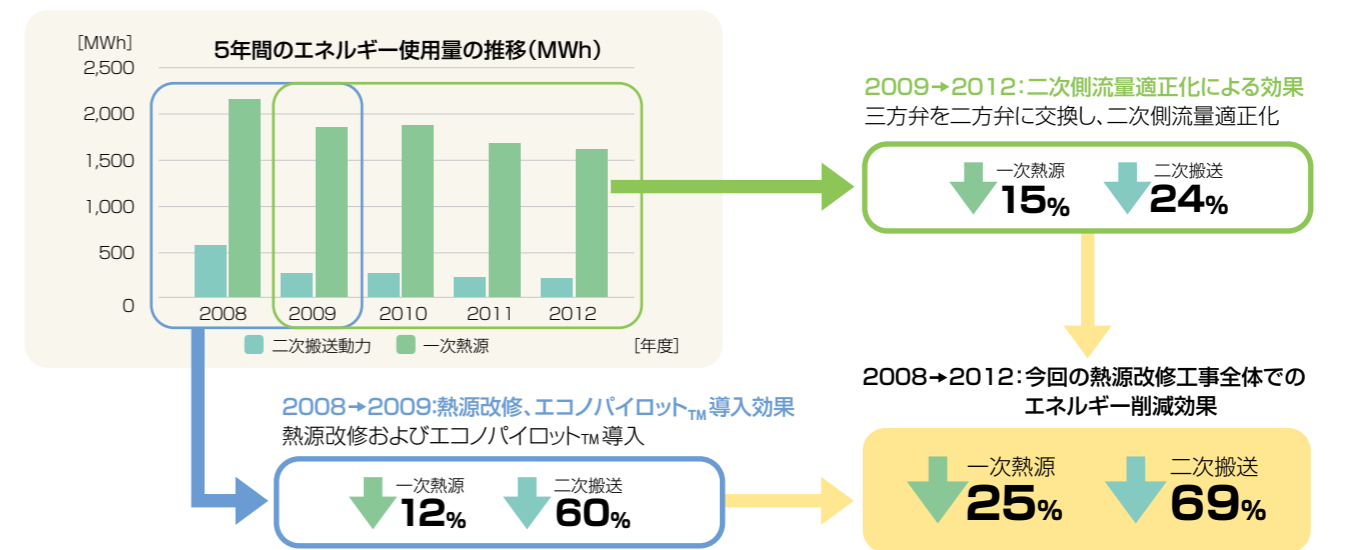 [MWh]
5年間のエネルギー使用量の推移(MWh)
2,500
2,000
1,500
1,000
500
0
2008 2009 2010 2011 2012
二次搬送動力 一次熱源 [年度]
2009→2012:二次側流量適正化による効果
三方弁を二方弁に交換し、二次側流量適正化
一次熱源 二次搬送
15% 24%
2008→2009:熱源改修、エコノパイロット™導入効果
熱源改修およびエコノパイロット™導入
一次熱源 二次搬送
12% 60%
2008→2012:今回の熱源改修工事全体での
エネルギー削減効果
一次熱源 二次搬送
25% 69%